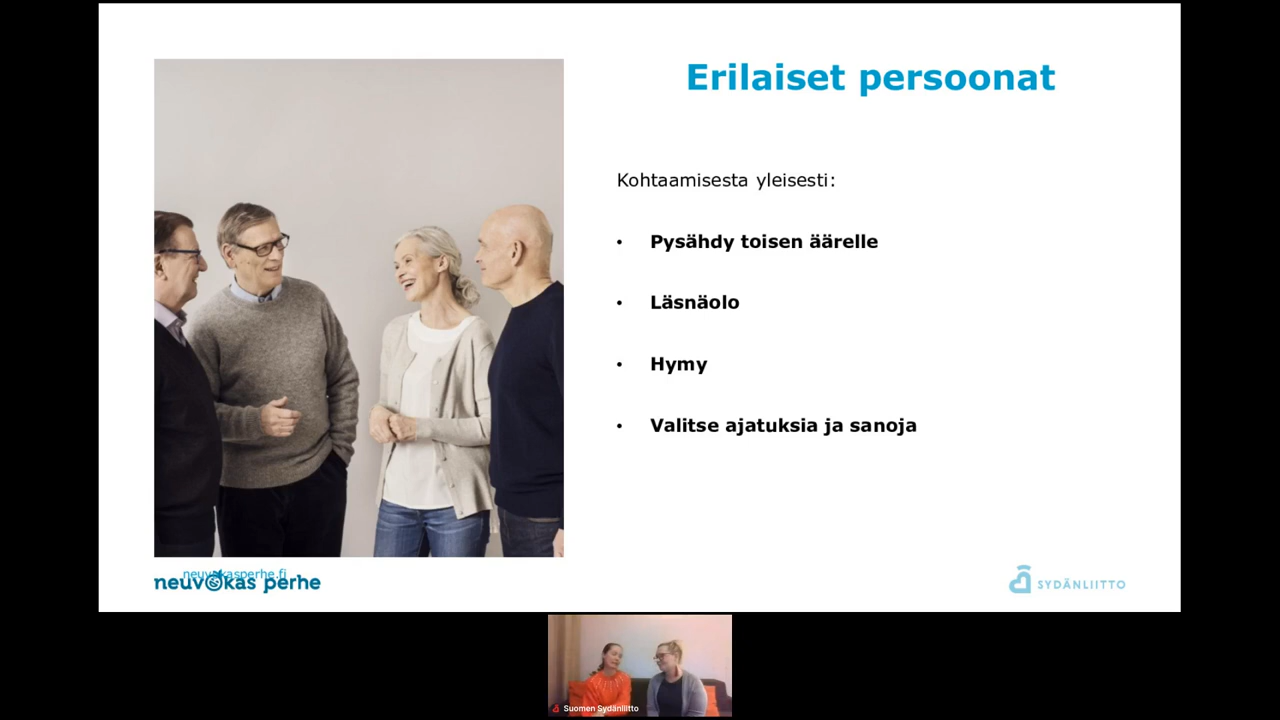 Erilaiset persoonat
Kohtaamisesta yleisesti:
• Pysähdy toisen äärelle
• Läsnäolo
• Hymy
• Valitse ajatuksia ja sanoja
neuvokasperhe.fi
neuvokas perhe
SYDÄNLIITTO
Suomen Sydänliitto